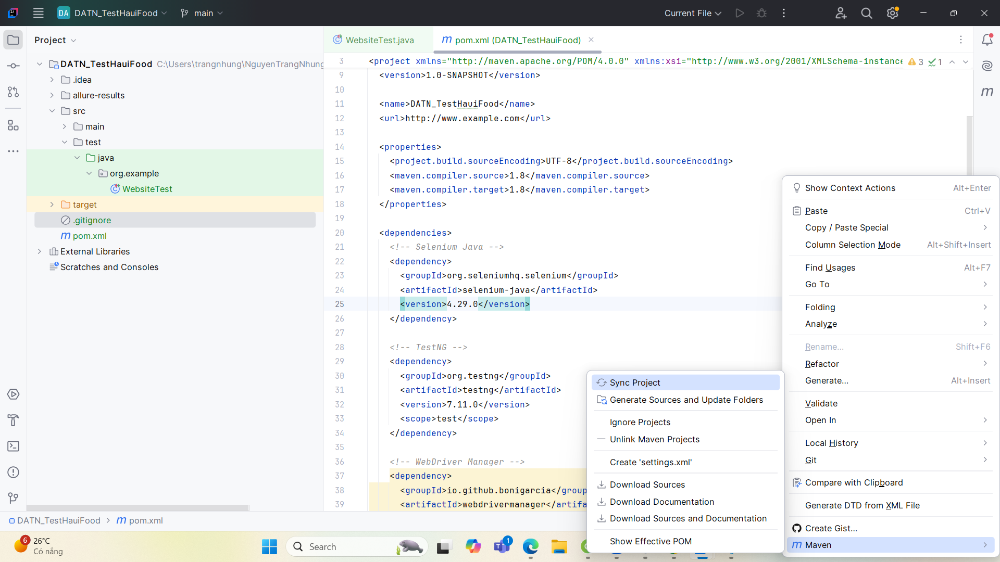 DA DATN_TestHauiFood main Current File
Project
DATN_TestHauiFood C:\Users\trangnhung\NguyenTrangNhung
.idea
allure-results
src
main
test
java
org.example
WebsiteTest
target
.gitignore
pom.xml
External Libraries
Scratches and Consoles
WebsiteTest.java pom.xml (DATN_TestHauiFood)
3 <project xmlns="http://maven.apache.org/POM/4.0.0" xmlns:xsi="http://www.w3.org/2001/XMLSchema-instance 3 1
9 <version>1.0-SNAPSHOT</version>
10
11 <name>DATN_TestHauiFood</name>
12 <url>http://www.example.com</url>
13
14 <properties>
15 <project.build.sourceEncoding>UTF-8</project.build.sourceEncoding>
16 <maven.compiler.source>1.8</maven.compiler.source>
17 <maven.compiler.target>1.8</maven.compiler.target>
18 </properties>
19
20 <dependencies>
21 <!-- Selenium Java -->
22 <dependency>
23 <groupId>org.seleniumhq.selenium</groupId>
24 <artifactId>selenium-java</artifactId>
25 <version>4.29.0</version>
26 </dependency>
27
28 <!-- TestNG -->
29 <dependency>
30 <groupId>org.testng</groupId>
31 <artifactId>testng</artifactId>
32 <version>7.11.0</version>
33 <scope>test</scope>
34 </dependency>
35
36 <!-- WebDriver Manager -->
37 <dependency>
38 <groupId>io.github.bonigarcia</group
39 <artifactId>webdrivermanager</artifa
Sync Project
Generate Sources and Update Folders
Ignore Projects
Unlink Maven Projects
Create 'settings.xml'
Download Sources
Download Documentation
Download Sources and Documentation
Show Effective POM
Show Context Actions Alt+Enter
Paste Ctrl+V
Copy / Paste Special
Column Selection Mode Alt+Shift+Insert
Find Usages Alt+F7
Go To
Folding
Analyze
Rename... Shift+F6
Refactor
Generate... Alt+Insert
Validate
Open In
Local History
Git
Compare with Clipboard
Generate DTD from XML File
Create Gist...
Maven
DATN_TestHauiFood > pom.xml
6 26°C
Có nắng
Search
1